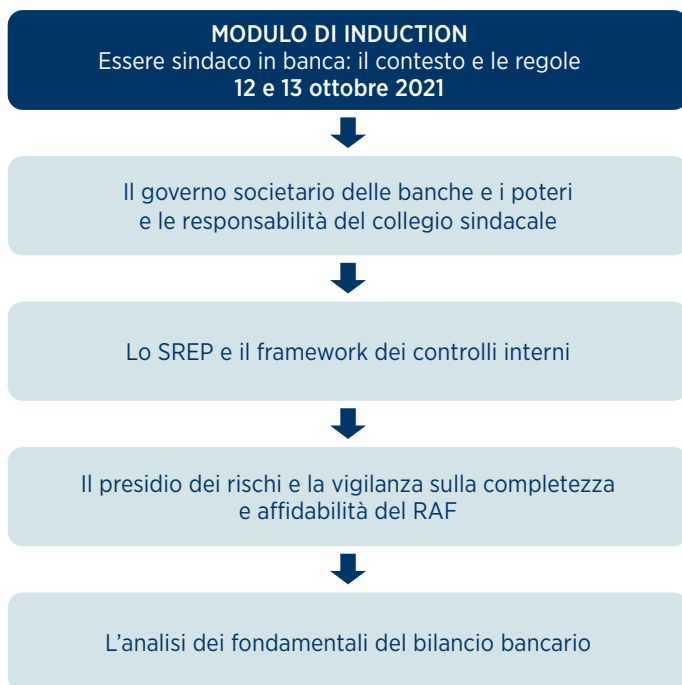 MODULO DI INDUCTION
Essere sindaco in banca: il contesto e le regole
12 e 13 ottobre 2021
Il governo societario delle banche e i poteri
e le responsabilità del collegio sindacale
Lo SREP e il framework dei controlli interni
Il presidio dei rischi e la vigilanza sulla completezza
e affidabilità del RAF
L'analisi dei fondamentali del bilancio bancario